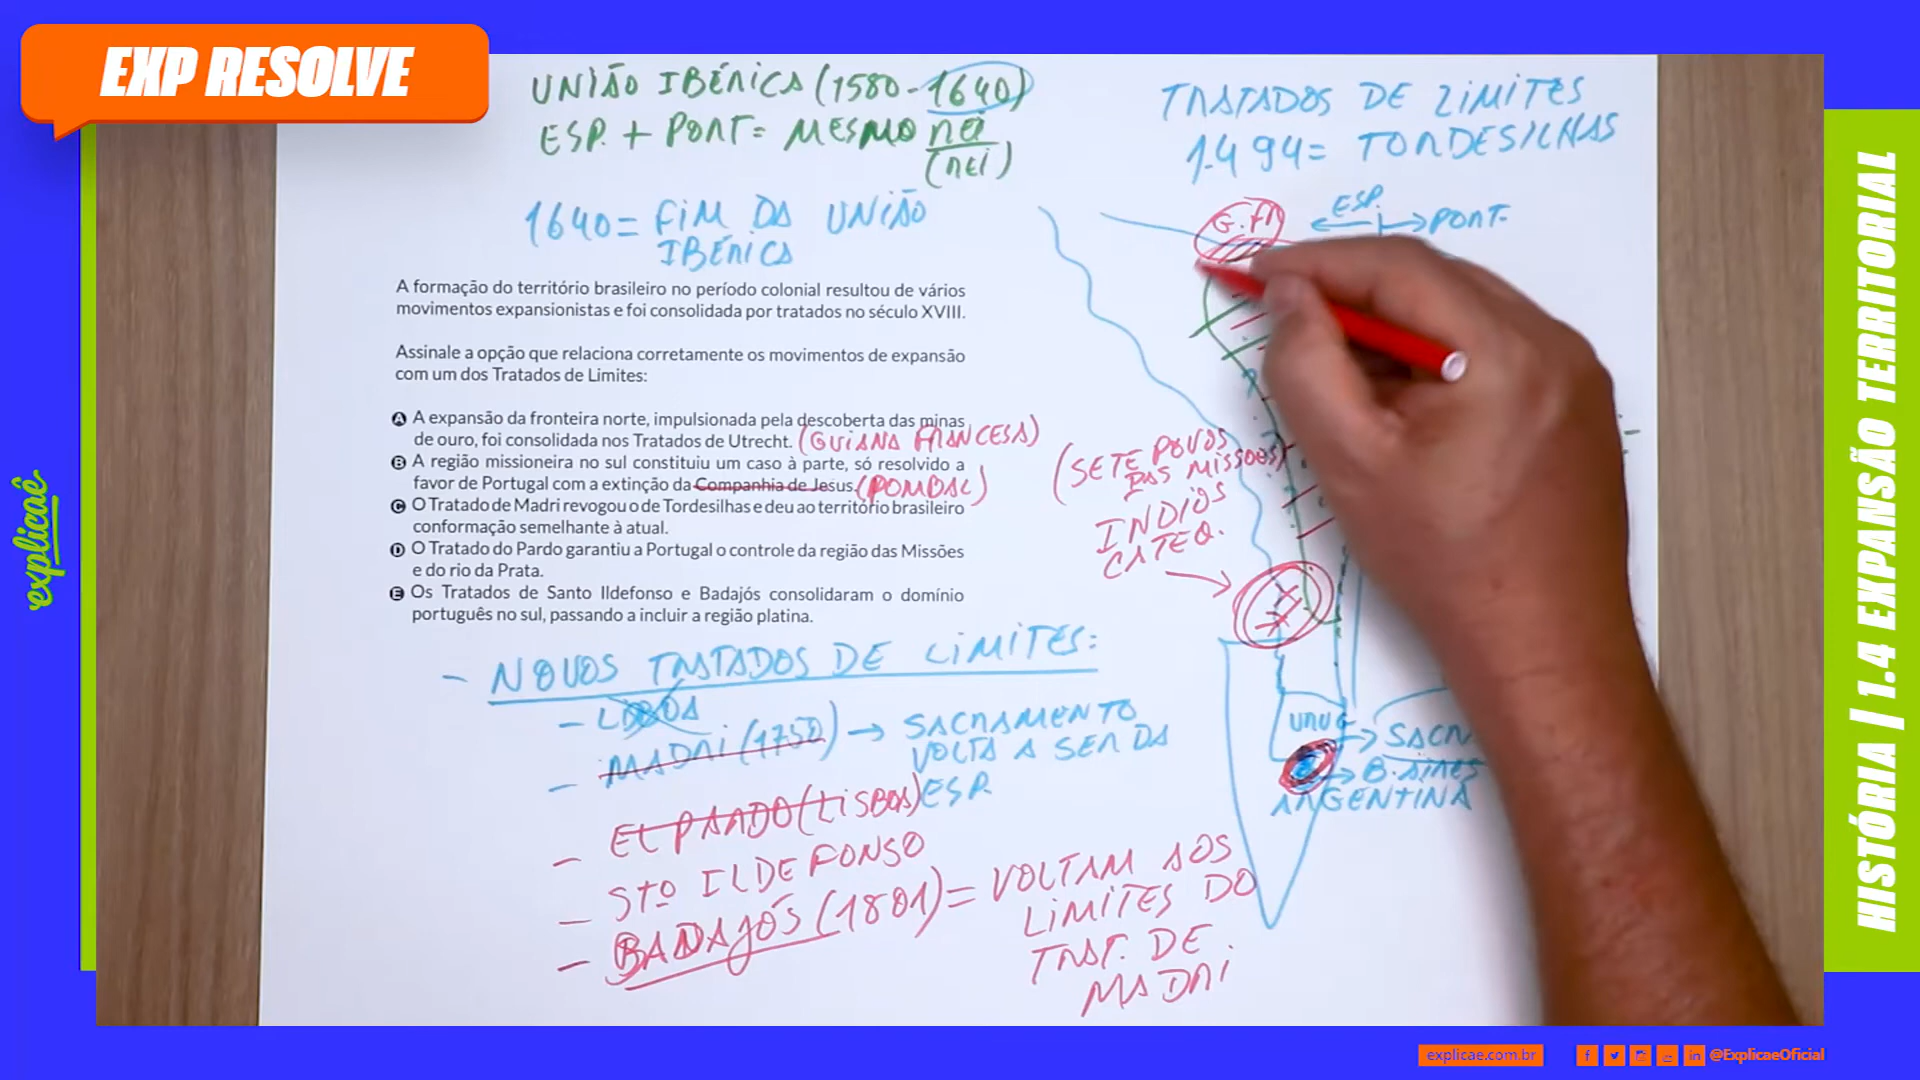 EXP RESOLVE
UNIÃO IBÉRICA (1580-1640)
ESP. + PORT = MESMO REI
(REI)
1640 = FIM DA UNIÃO
IBÉRICA
TRATADOS DE LIMITES
1494 = TORDESILHAS
ESP. PORT.
G.FR
A formação do território brasileiro no período colonial resultou de vários
movimentos expansionistas e foi consolidada por tratados no século XVIII.
Assinale a opção que relaciona corretamente os movimentos de expansão
com um dos Tratados de Limites:
A A expansão da fronteira norte, impulsionada pela descoberta das minas
de ouro, foi consolidada nos Tratados de Utrecht. (GUIANA FRANCESA)
B A região missioneira no sul constituiu um caso à parte, só resolvido a
favor de Portugal com a extinção da Companhia de Jesus. (POMBAL)
C O Tratado de Madri revogou o de Tordesilhas e deu ao território brasileiro
conformação semelhante à atual.
D O Tratado do Pardo garantiu a Portugal o controle da região das Missões
e do rio da Prata.
E Os Tratados de Santo Ildefonso e Badajós consolidaram o domínio
português no sul, passando a incluir a região platina.
(SETE POVOS
DAS MISSÕES)
INDIOS
CATEQ.
- NOVOS TRATADOS DE LIMITES:
- LISBOA
- MADRI (1750) → SACRAMENTO
VOLTA A SER DA
ESP.
- EL PARDO (LISBOA)
- STº ILDEFONSO
- BADAJÓS (1801) = VOLTAM AOS
LIMITES DO
TRAT. DE
MADRI
URUG
SACR
B. AIRES
ARGENTINA
explicaê
HISTÓRIA | 1.4 EXPANSÃO TERRITORIAL
explicae.com.br
@ExplicaeOficial